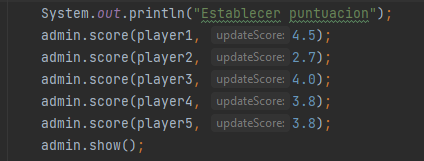 System.out.println("Establecer puntuacion");
admin.score(player1, updateScore: 4.5);
admin.score(player2, updateScore: 2.7);
admin.score(player3, updateScore: 4.0);
admin.score(player4, updateScore: 3.8);
admin.score(player5, updateScore: 3.8);
admin.show();